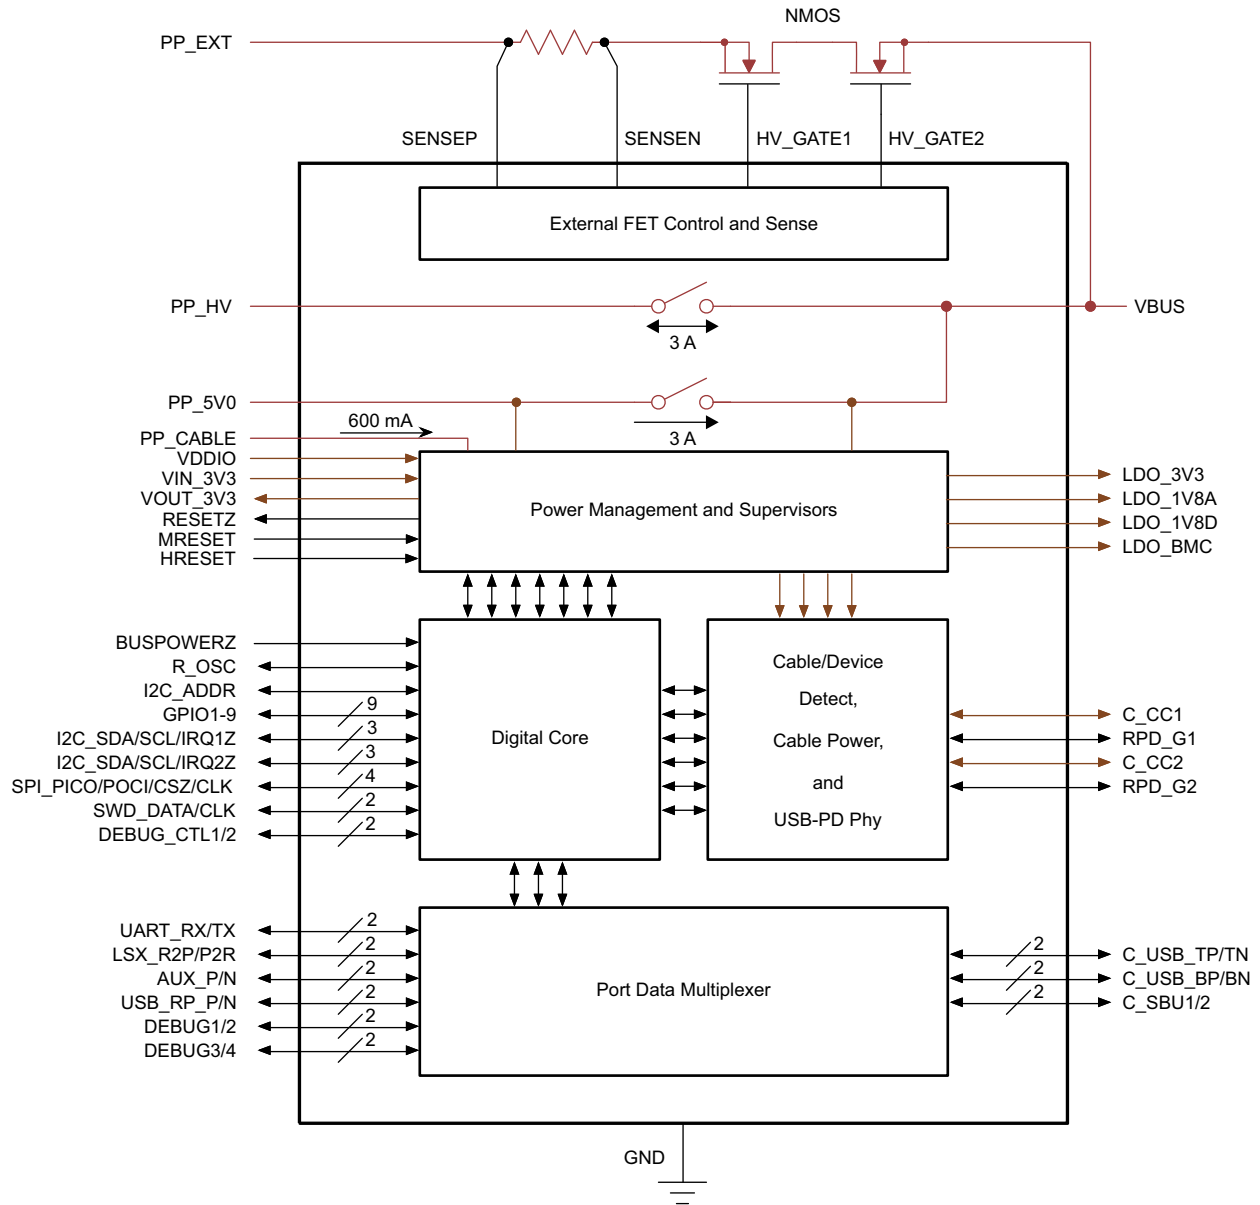 NMOS
PP_EXT
SENSEP
SENSEN
HV_GATE1
HV_GATE2
External FET Control and Sense
PP_HV
3 A
VBUS
PP_5V0
3 A
600 mA
PP_CABLE
VDDIO
VIN_3V3
VOUT_3V3
RESETZ
MRESET
HRESET
Power Management and Supervisors
LDO_3V3
LDO_1V8A
LDO_1V8D
LDO_BMC
BUSPOWERZ
R_OSC
I2C_ADDR
GPIO1-9
9
I2C_SDA/SCL/IRQ1Z
3
I2C_SDA/SCL/IRQ2Z
3
SPI_PICO/POCI/CSZ/CLK
4
SWD_DATA/CLK
2
DEBUG_CTL1/2
2
Digital Core
Cable/Device
Detect,
Cable Power,
and
USB-PD Phy
C_CC1
RPD_G1
C_CC2
RPD_G2
UART_RX/TX
2
LSX_R2P/P2R
2
AUX_P/N
2
USB_RP_P/N
2
DEBUG1/2
2
DEBUG3/4
2
Port Data Multiplexer
2
C_USB_TP/TN
2
C_USB_BP/BN
2
C_SBU1/2
GND